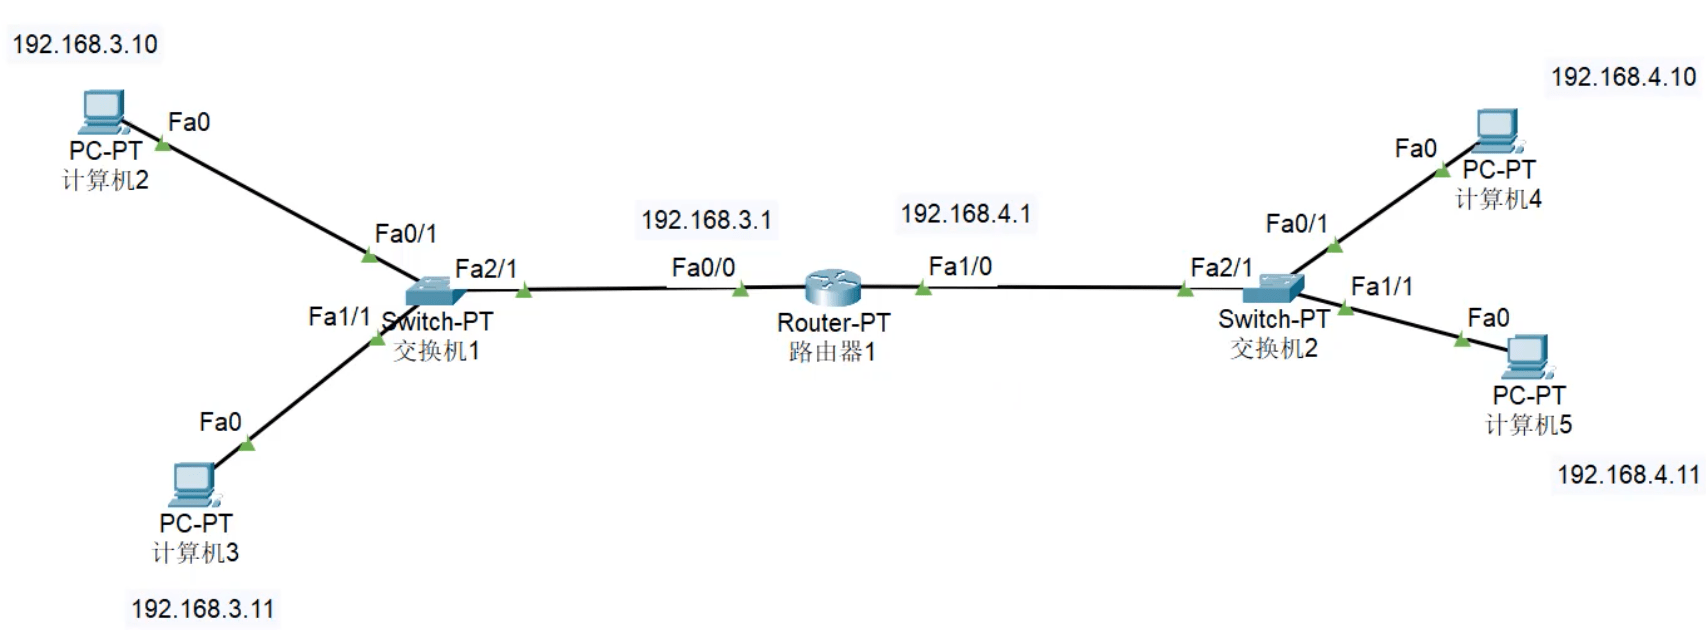 192.168.3.10
Fa0
PC-PT
计算机2
Fa0/1
Fa2/1
Fa1/1
Switch-PT
交换机1
Fa0
PC-PT
计算机3
192.168.3.11
192.168.3.1
Fa0/0
192.168.4.1
Fa1/0
Router-PT
路由器1
192.168.4.10
Fa0
PC-PT
计算机4
Fa0/1
Fa2/1
Fa1/1
Switch-PT
交换机2
Fa0
PC-PT
计算机5
192.168.4.11